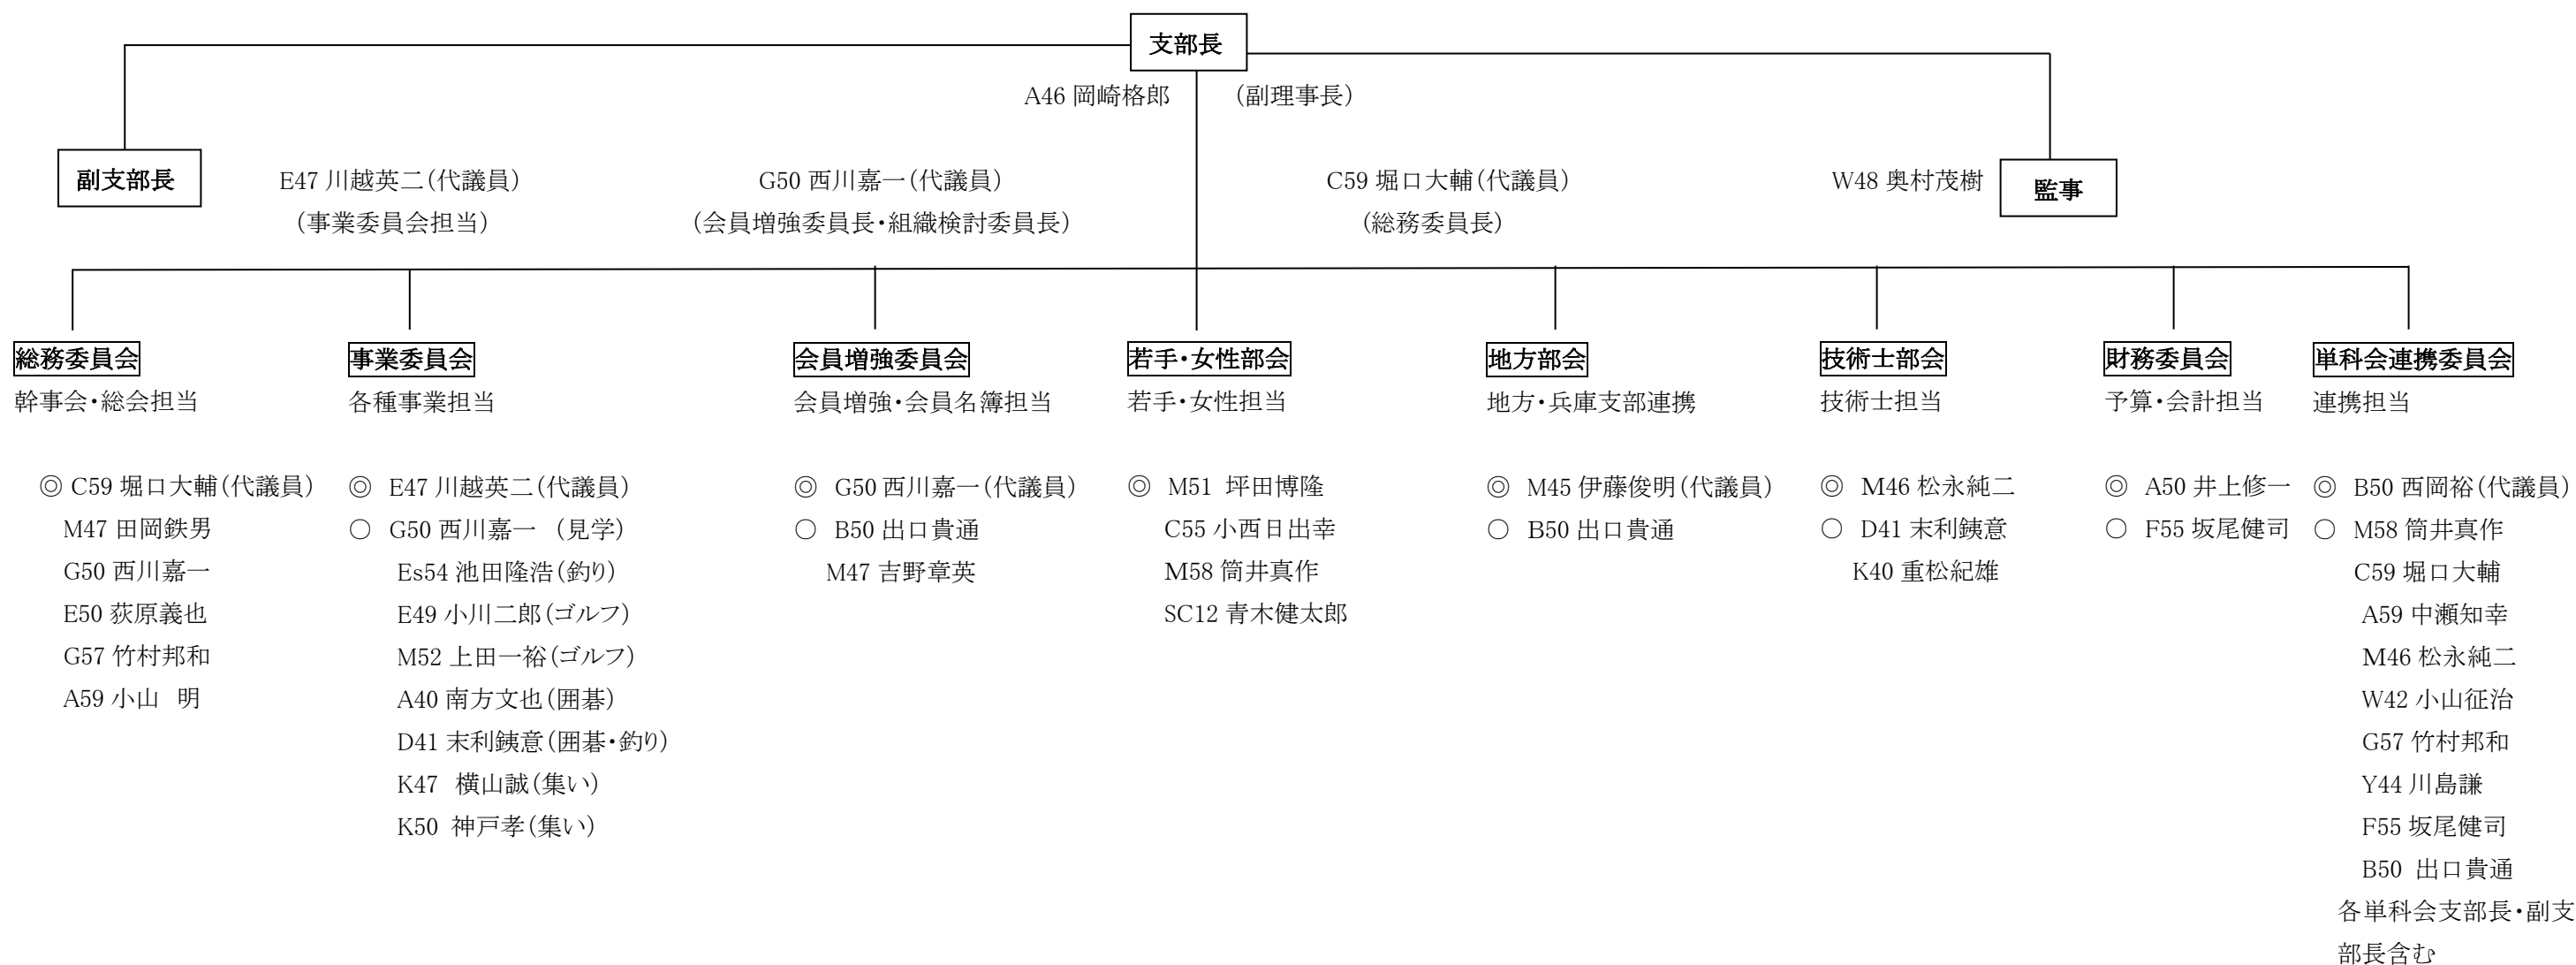 支部長
A46 岡崎格郎 （副理事長）
副支部長
E47 川越英二（代議員）
（事業委員会担当）
G50 西川嘉一（代議員）
（会員増強委員長・組織検討委員長）
C59 堀口大輔（代議員）
（総務委員長）
W48 奥村茂樹
監事
総務委員会
幹事会・総会担当
◎ C59 堀口大輔（代議員）
M47 田岡鉄男
G50 西川嘉一
E50 荻原義也
G57 竹村邦和
A59 小山 明
事業委員会
各種事業担当
◎ E47 川越英二（代議員）
○ G50 西川嘉一 （見学）
Es54 池田隆浩（釣り）
E49 小川二郎（ゴルフ）
M52 上田一裕（ゴルフ）
A40 南方文也（囲碁）
D41 末利銕意（囲碁・釣り）
K47 横山誠（集い）
K50 神戸孝（集い）
会員増強委員会
会員増強・会員名簿担当
◎ G50 西川嘉一（代議員）
○ B50 出口貴通
M47 吉野章英
若手・女性部会
若手・女性担当
◎ M51 坪田博隆
C55 小西日出幸
M58 筒井真作
SC12 青木健太郎
地方部会
地方・兵庫支部連携
◎ M45 伊藤俊明（代議員）
○ B50 出口貴通
技術士部会
技術士担当
◎ M46 松永純二
○ D41 末利銕意
K40 重松紀雄
財務委員会
予算・会計担当
◎ A50 井上修一
○ F55 坂尾健司
単科会連携委員会
連携担当
◎ B50 西岡裕（代議員）
○ M58 筒井真作
C59 堀口大輔
A59 中瀬知幸
M46 松永純二
W42 小山征治
G57 竹村邦和
Y44 川島謙
F55 坂尾健司
B50 出口貴通
各単科会支部長・副支
部長含む